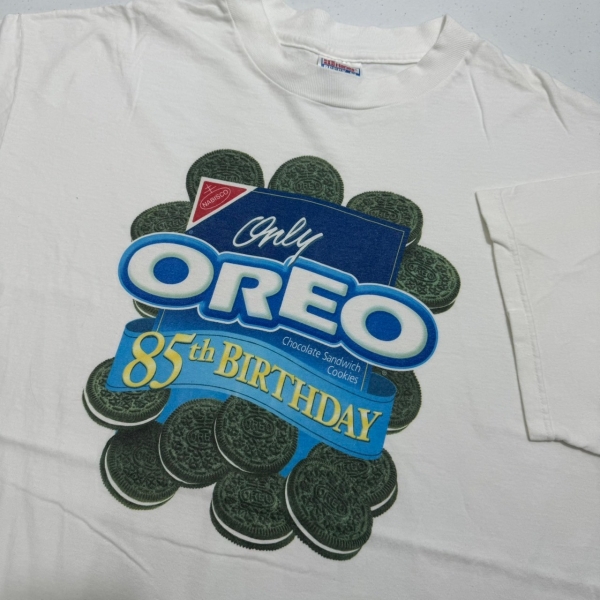 NABISCO
Only
OREO
Chocolate Sandwich
Cookies
85th BIRTHDAY